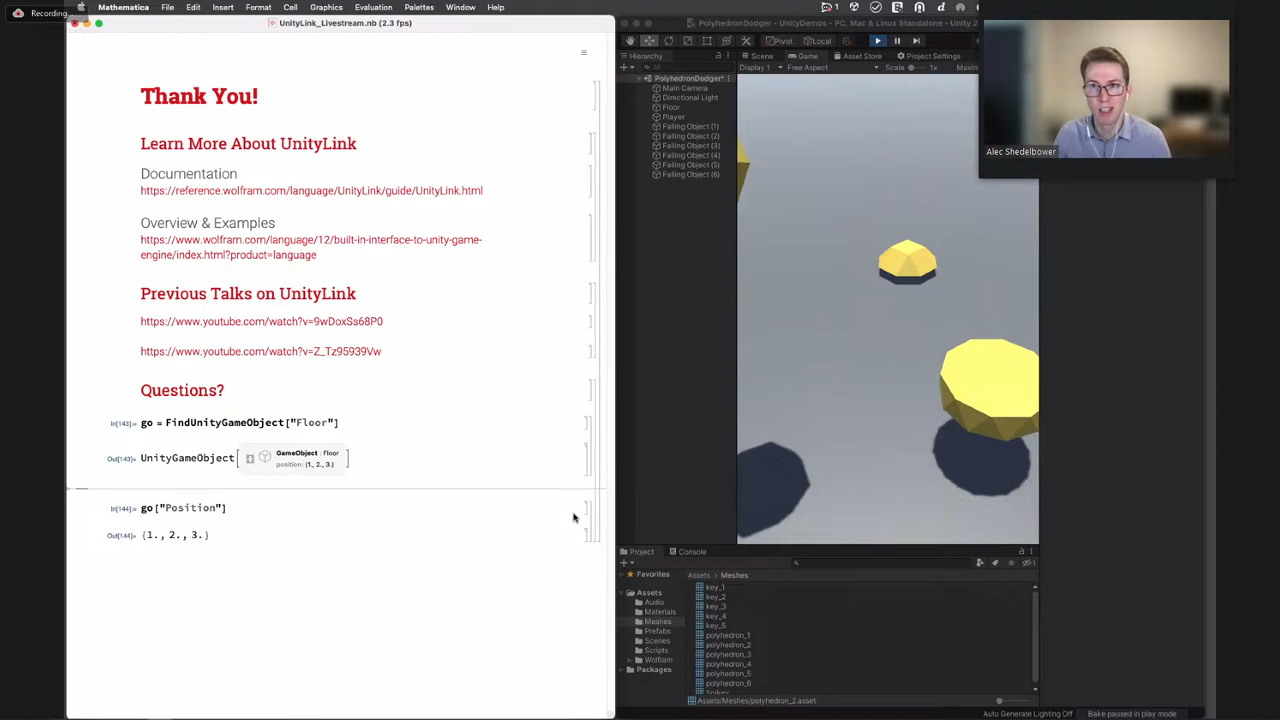 Recording...
Mathematica File Edit Insert Format Cell Graphics Evaluation Palettes Window Help
UnityLink_Livestream.nb (2.3 fps)
Thank You!
Learn More About UnityLink
Documentation
https://reference.wolfram.com/language/UnityLink/guide/UnityLink.html
Overview & Examples
https://www.wolfram.com/language/12/built-in-interface-to-unity-game-
engine/index.html?product=language
Previous Talks on UnityLink
https://www.youtube.com/watch?v=9wDoxSs68P0
https://www.youtube.com/watch?v=Z_Tz95939Vw
Questions?
In[143]:= go = FindUnityGameObject["Floor"]
Out[143]= UnityGameObject[
GameObject : Floor
position: {1., 2., 3.}
]
In[144]:= go["Position"]
Out[144]= {1., 2., 3.}
PolyhedronDodger - UnityDemos - PC, Mac & Linux Standalone - Unity 2
Pivot Local
Hierarchy
All
PolyhedronDodger*
Main Camera
Directional Light
Floor
Player
Falling Object (1)
Falling Object (2)
Falling Object (3)
Falling Object (4)
Falling Object (5)
Falling Object (6)
Scene Game Asset Store Project Settings
Display 1 Free Aspect Scale 1x Maxim
Alec Shedelbower
Project Console
Favorites
Assets
Audio
Materials
Meshes
Prefabs
Scenes
Scripts
Wolfram
Packages
Assets > Meshes
key_1
key_2
key_3
key_4
key_5
polyhedron_1
polyhedron_2
polyhedron_3
polyhedron_4
polyhedron_5
polyhedron_6
Spikey
Assets/Meshes/polyhedron_2.asset
Auto Generate Lighting Off Bake paused in play mode